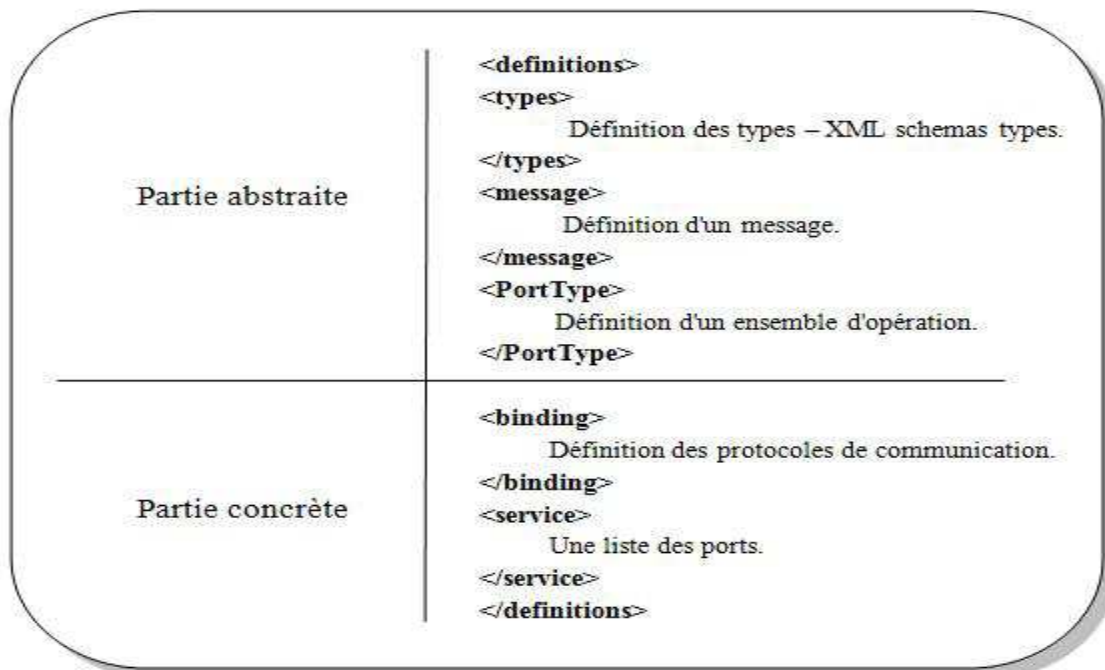 <definitions>
<types>
Définition des types – XML schemas types.
</types>
Partie abstraite
<message>
Définition d'un message.
</message>
<PortType>
Définition d'un ensemble d'opération.
</PortType>
<binding>
Définition des protocoles de communication.
</binding>
Partie concrète
<service>
Une liste des ports.
</service>
</definitions>